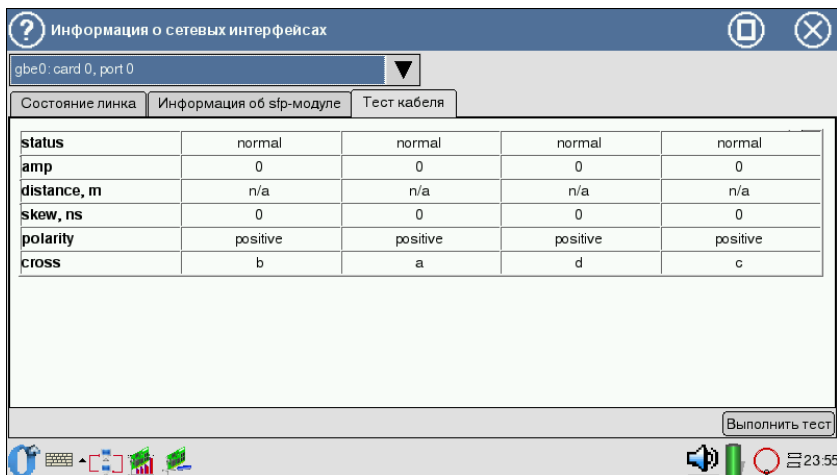 Информация о сетевых интерфейсах
gbe0: card 0, port 0
Состояние линка Информация об sfp-модуле Тест кабеля
status normal normal normal normal
amp 0 0 0 0
distance, m n/a n/a n/a n/a
skew, ns 0 0 0 0
polarity positive positive positive positive
cross b a d c
Выполнить тест
23:55